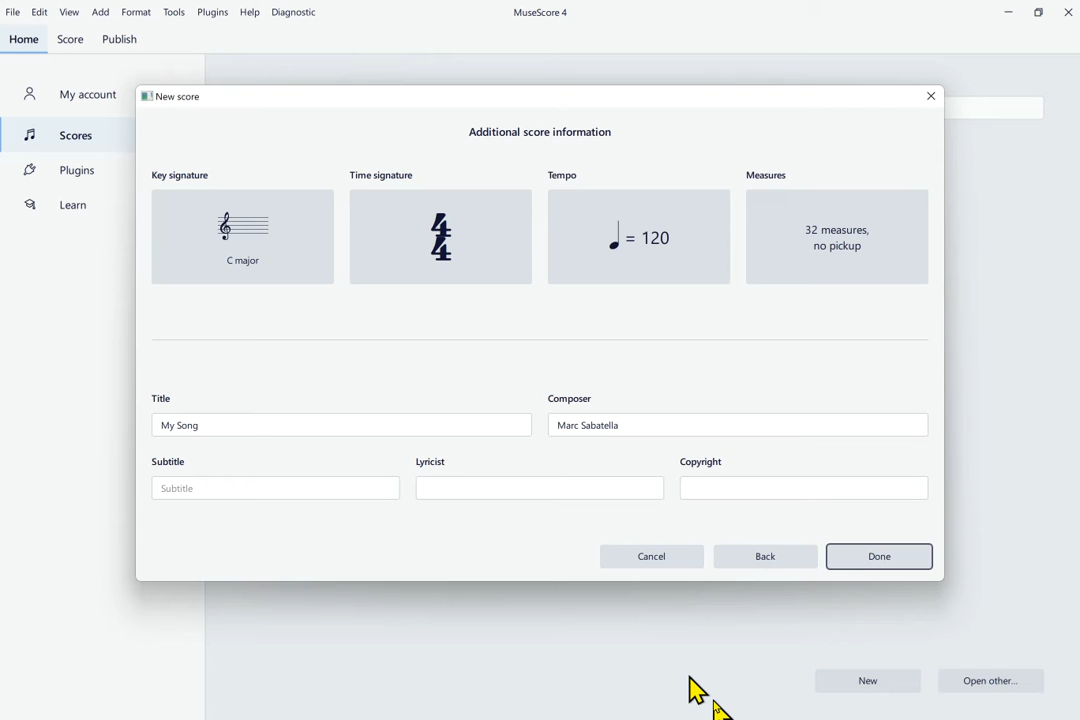 File Edit View Add Format Tools Plugins Help Diagnostic
MuseScore 4
Home Score Publish
My account
Scores
Plugins
Learn
New score
Additional score information
Key signature Time signature Tempo Measures
C major
4
4
= 120
32 measures,
no pickup
Title Composer
My Song Marc Sabatella
Subtitle Lyricist Copyright
Subtitle
Cancel Back Done
New Open other...